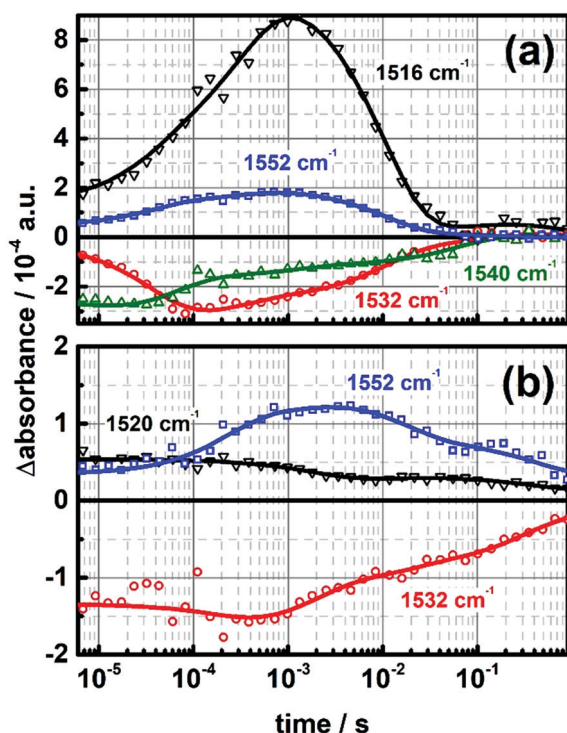 (a)
1516 cm-1
1552 cm-1
1540 cm-1
1532 cm-1
8
6
4
2
0
-2
Δabsorbance / 10-4 a.u.
(b)
1552 cm-1
1520 cm-1
1532 cm-1
2
1
0
-1
-2
10-5 10-4 10-3 10-2 10-1
time / s